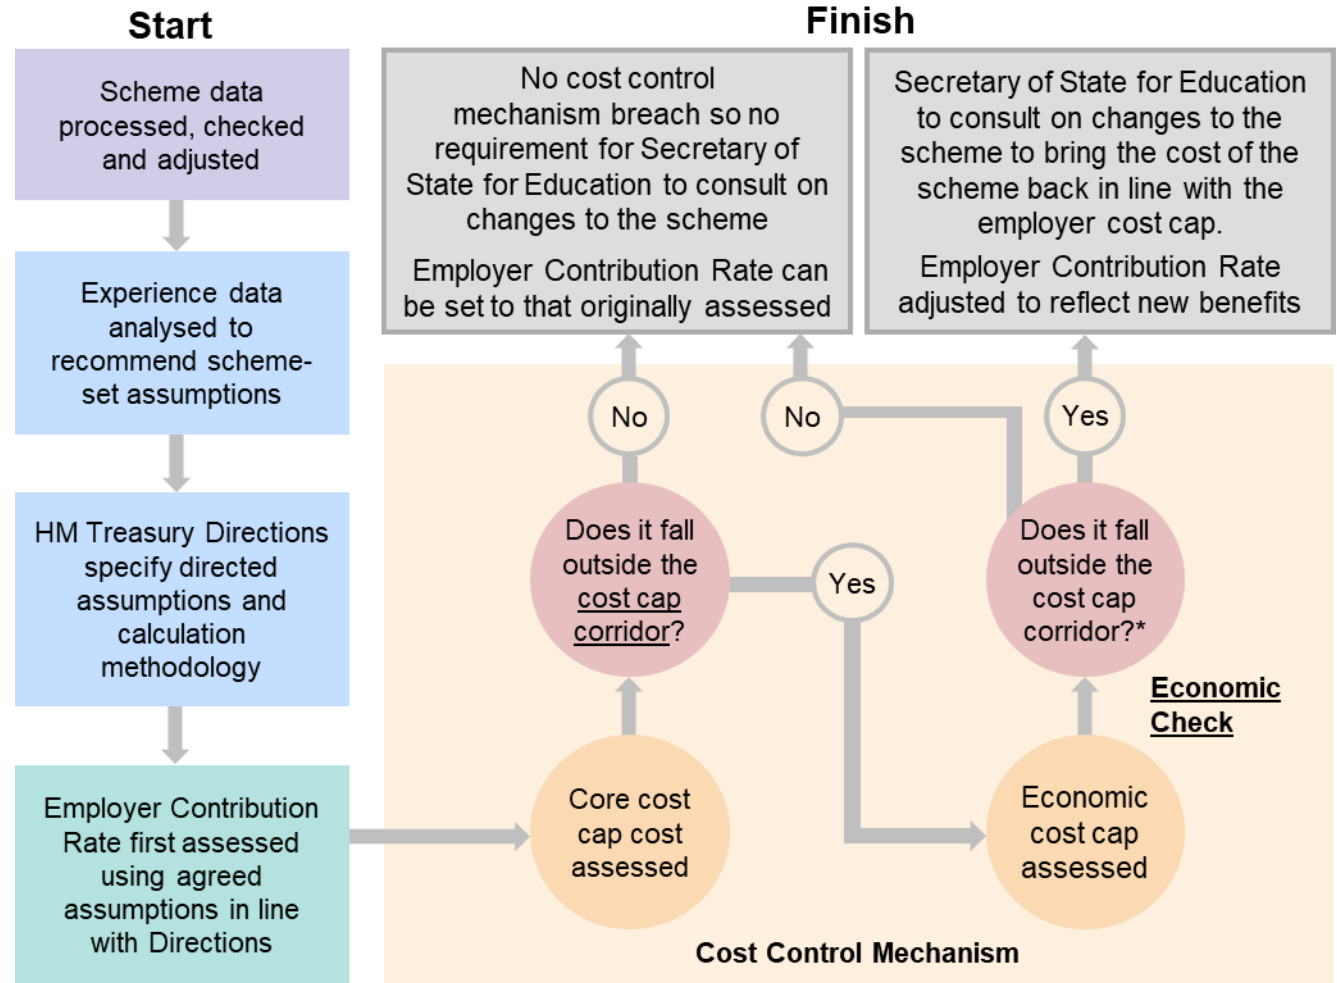 Start
Scheme data
processed, checked
and adjusted
Experience data
analysed to
recommend scheme-
set assumptions
HM Treasury Directions
specify directed
assumptions and
calculation
methodology
Employer Contribution
Rate first assessed
using agreed
assumptions in line
with Directions
Finish
No cost control
mechanism breach so no
requirement for Secretary of
State for Education to consult on
changes to the scheme
Employer Contribution Rate can
be set to that originally assessed
Secretary of State for Education
to consult on changes to the
scheme to bring the cost of the
scheme back in line with the
employer cost cap.
Employer Contribution Rate
adjusted to reflect new benefits
No
No
Yes
Does it fall
outside the
cost cap
corridor?
Yes
Does it fall
outside the
cost cap
corridor?*
Economic
Check
Core cost
cap cost
assessed
Economic
cost cap
assessed
Cost Control Mechanism